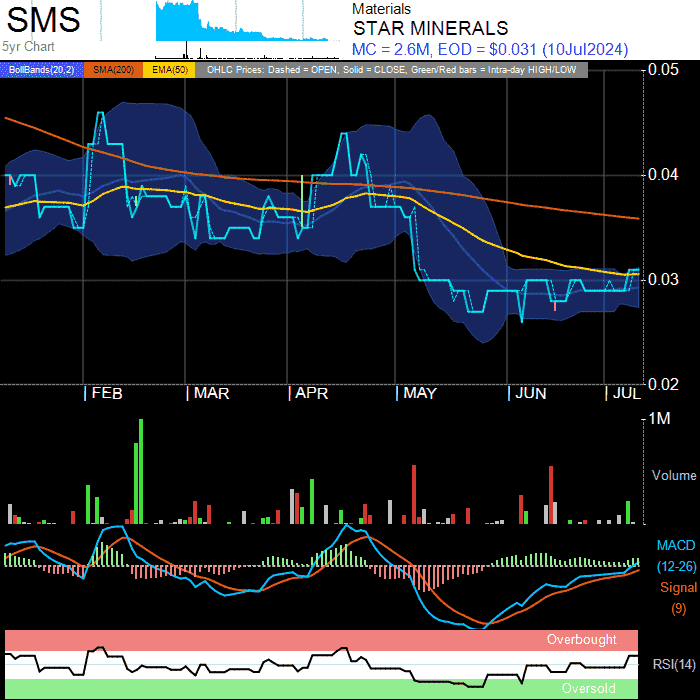 SMS
5yr Chart
Materials
STAR MINERALS
MC = 2.6M, EOD = $0.031 (10Jul2024)
BollBands(20,2) SMA(200) EMA(50) OHLC Prices: Dashed = OPEN, Solid = CLOSE, Green/Red bars = Intra-day HIGH/LOW
0.05
0.04
0.03
0.02
FEB MAR APR MAY JUN JUL
1M
Volume
MACD
(12-26)
Signal
(9)
Overbought
RSI(14)
Oversold